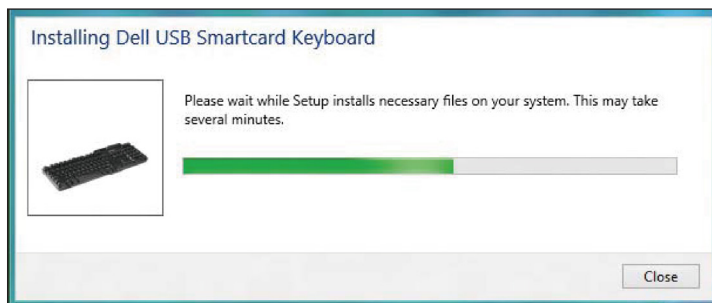 Installing Dell USB Smartcard Keyboard
Please wait while Setup installs necessary files on your system. This may take
several minutes.
Close